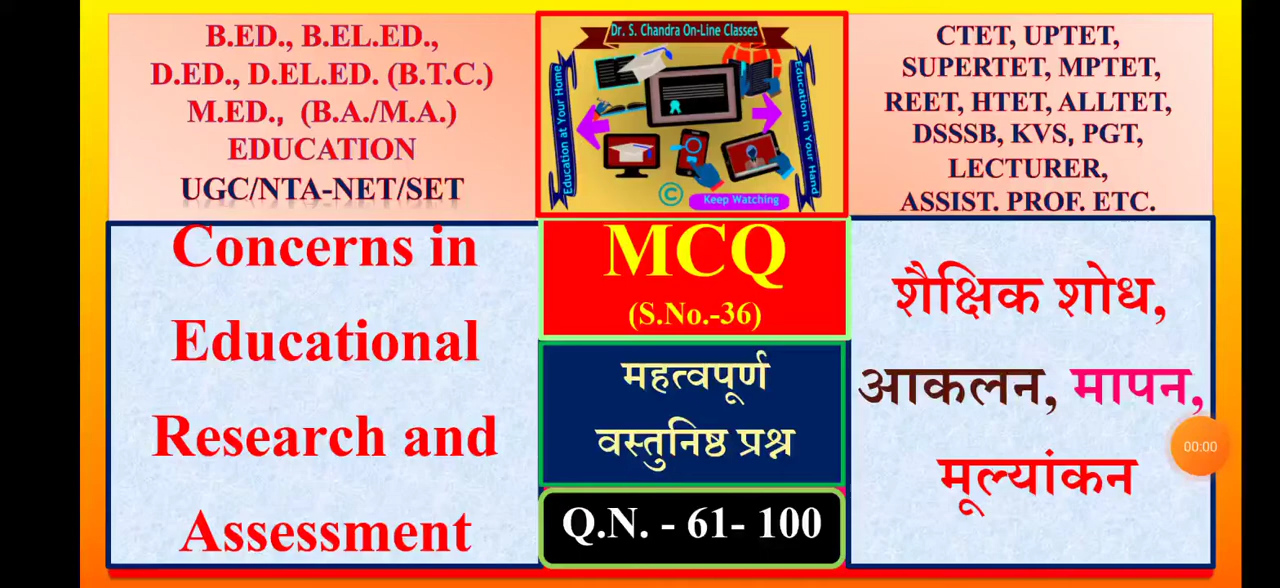 B.ED., B.EL.ED.,
D.ED., D.EL.ED. (B.T.C.)
M.ED., (B.A./M.A.)
EDUCATION
UGC/NTA-NET/SET
Dr. S. Chandra On-Line Classes
Education at Your Home
Education in Your Hand
©
Keep Watching
CTET, UPTET,
SUPERTET, MPTET,
REET, HTET, ALLTET,
DSSSB, KVS, PGT,
LECTURER,
ASSIST. PROF. ETC.
Concerns in
Educational
Research and
Assessment
MCQ
(S.No.-36)
महत्वपूर्ण
वस्तुनिष्ठ प्रश्न
Q.N. - 61- 100
शैक्षिक शोध,
आकलन, मापन,
मूल्यांकन
00:00